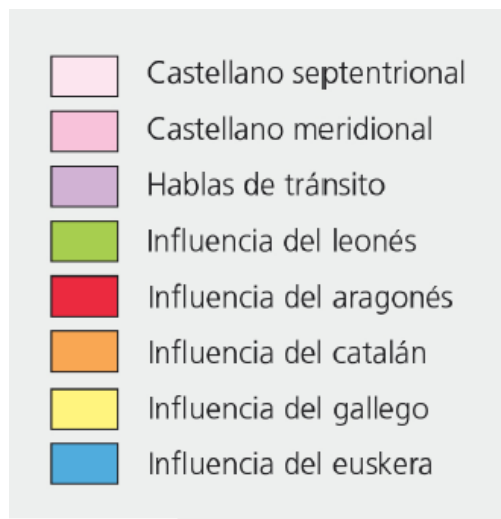 Castellano septentrional
Castellano meridional
Hablas de tránsito
Influencia del leonés
Influencia del aragonés
Influencia del catalán
Influencia del gallego
Influencia del euskera